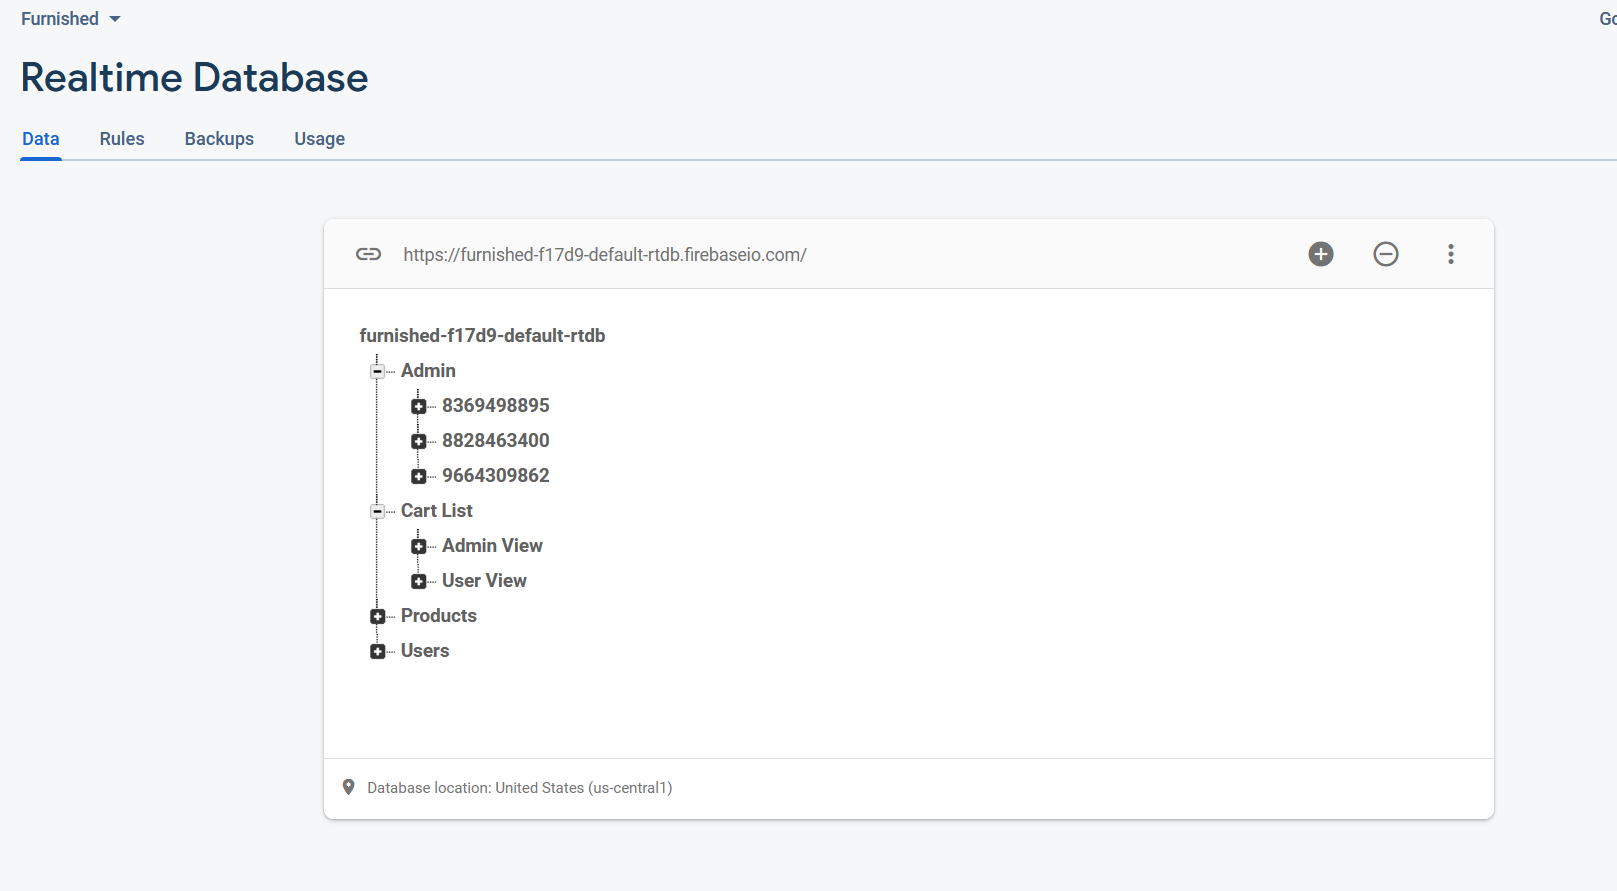 Furnished
Go
Realtime Database
Data Rules Backups Usage
https://furnished-f17d9-default-rtdb.firebaseio.com/
furnished-f17d9-default-rtdb
Admin
8369498895
8828463400
9664309862
Cart List
Admin View
User View
Products
Users
Database location: United States (us-central1)